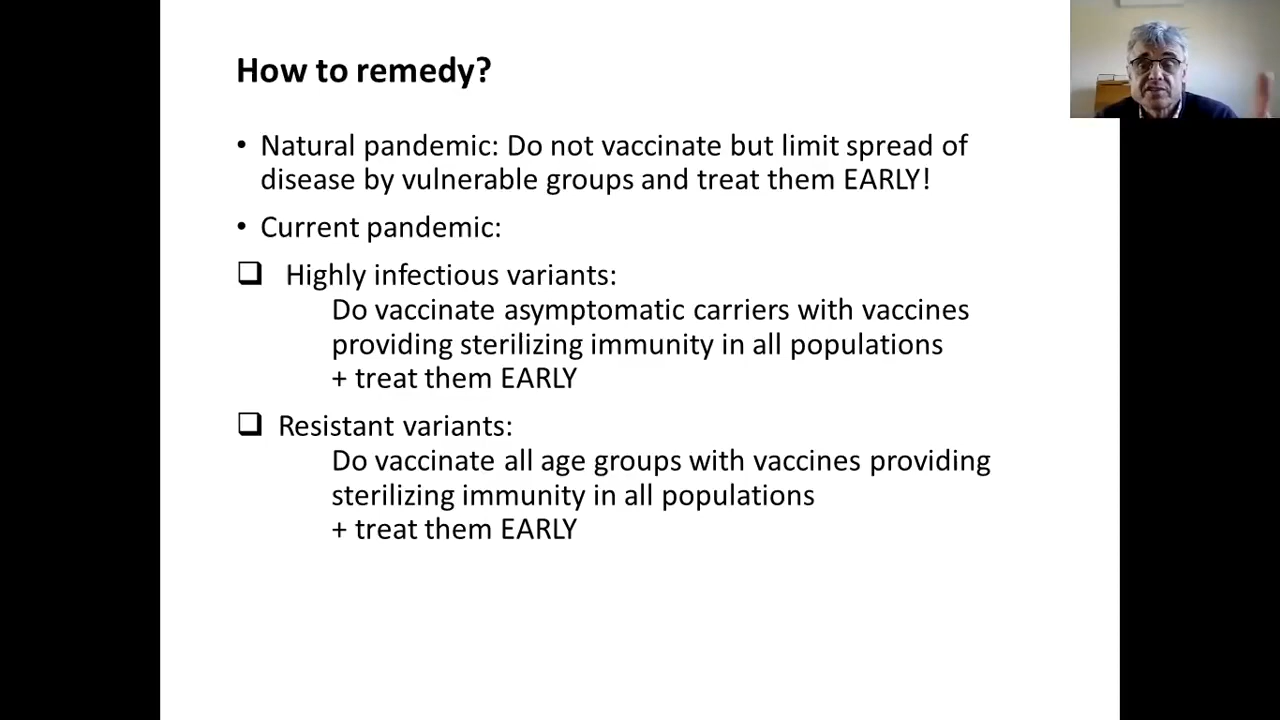 How to remedy?
• Natural pandemic: Do not vaccinate but limit spread of
disease by vulnerable groups and treat them EARLY!
• Current pandemic:
❑ Highly infectious variants:
Do vaccinate asymptomatic carriers with vaccines
providing sterilizing immunity in all populations
+ treat them EARLY
❑ Resistant variants:
Do vaccinate all age groups with vaccines providing
sterilizing immunity in all populations
+ treat them EARLY